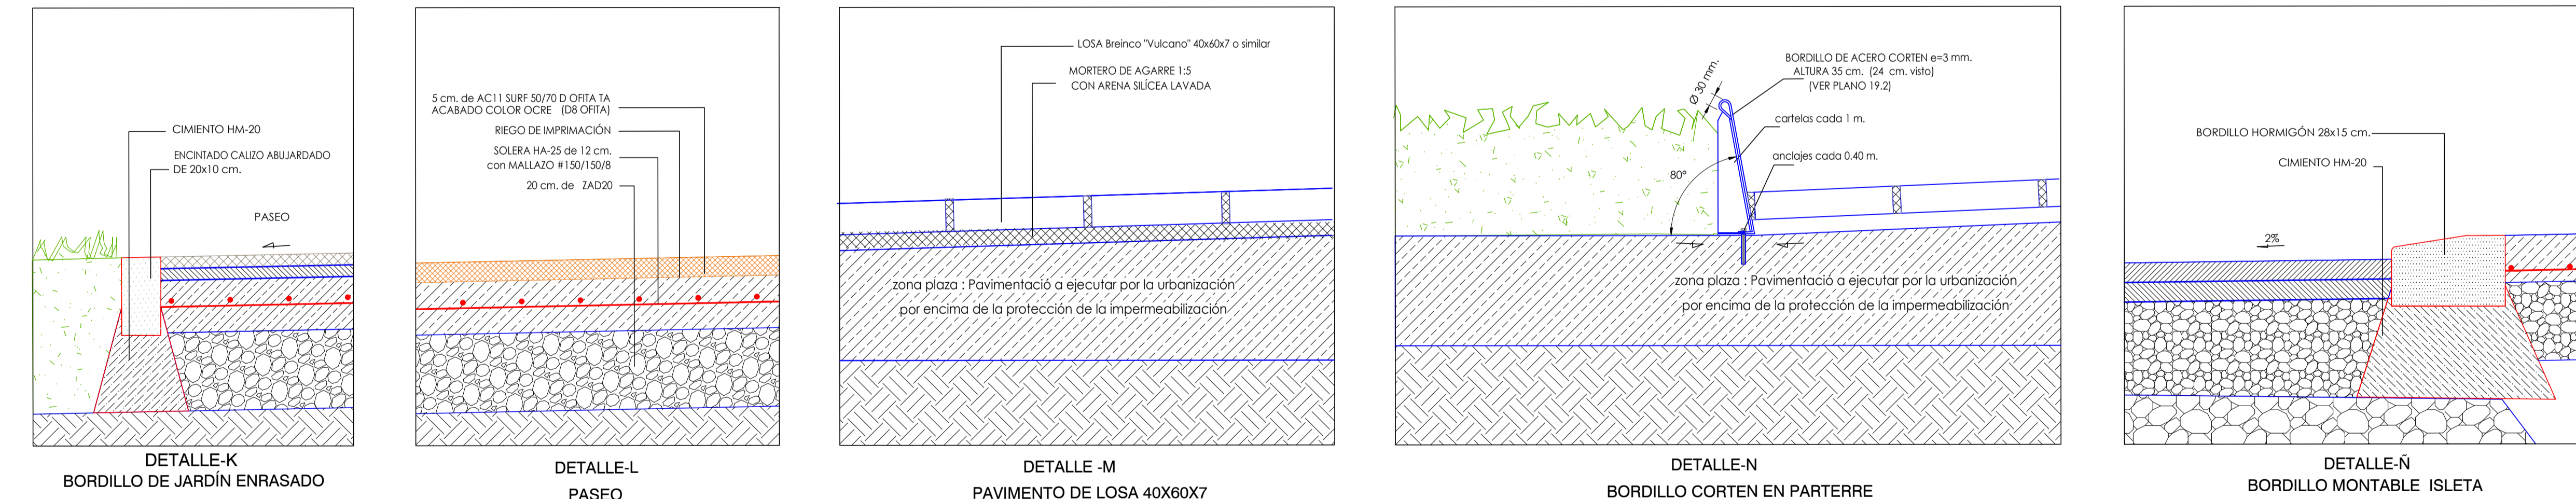 CIMIENTO HM-20
ENCINTADO CALIZO ABUJARDADO
DE 20x10 cm.
PASEO
DETALLE-K
BORDILLO DE JARDÍN ENRASADO
5 cm. de AC11 SURF 50/70 D OFITA TA
ACABADO COLOR OCRE (D8 OFITA)
RIEGO DE IMPRIMACIÓN
SOLERA HA-25 de 12 cm.
con MALLAZO #150/150/8
20 cm. de ZAD20
DETALLE-L
PASEO
LOSA Breinco "Vulcano" 40x60x7 o similar
MORTERO DE AGARRE 1:5
CON ARENA SILÍCEA LAVADA
zona plaza : Pavimentació a ejecutar por la urbanización
por encima de la protección de la impermeabilización
DETALLE -M
PAVIMENTO DE LOSA 40X60X7
Ø 30 mm.
BORDILLO DE ACERO CORTEN e=3 mm.
ALTURA 35 cm. (24 cm. visto)
(VER PLANO 19.2)
cartelas cada 1 m.
anclajes cada 0.40 m.
80º
zona plaza : Pavimentació a ejecutar por la urbanización
por encima de la protección de la impermeabilización
DETALLE-N
BORDILLO CORTEN EN PARTERRE
BORDILLO HORMIGÓN 28x15 cm.
CIMIENTO HM-20
2%
DETALLE-Ñ
BORDILLO MONTABLE ISLETA